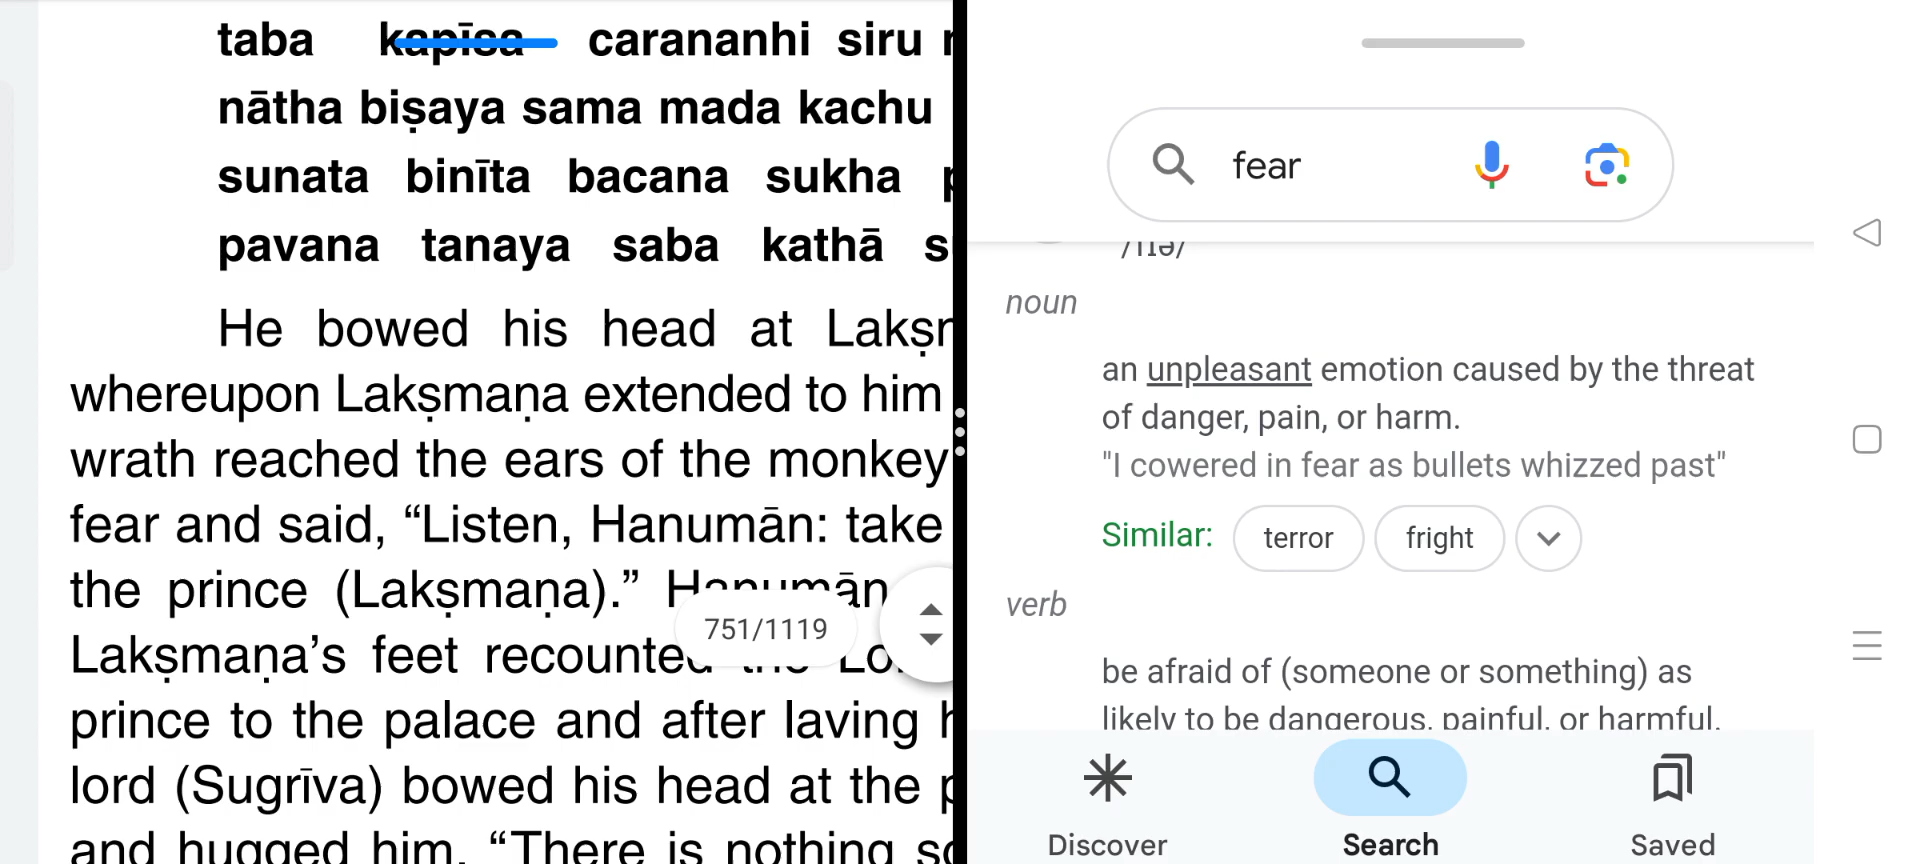 taba kapīsa carananhi siru
nātha biṣaya sama mada kachu
sunata binīta bacana sukha
pavana tanaya saba kathā
He bowed his head at
whereupon Lakṣmaṇa extended to him
wrath reached the ears of the monkey
fear and said, “Listen, Hanumān: take
the prince (Lakṣmaṇa).” Hanumān
751/1119
Lakṣmaṇa’s feet recounted the
prince to the palace and after laving
lord (Sugrīva) bowed his head at the
and hugged him. “There is nothing
fear
noun
an unpleasant emotion caused by the threat
of danger, pain, or harm.
"I cowered in fear as bullets whizzed past"
Similar: terror fright
verb
be afraid of (someone or something) as
likely to be dangerous, painful, or harmful.
Discover Search Saved